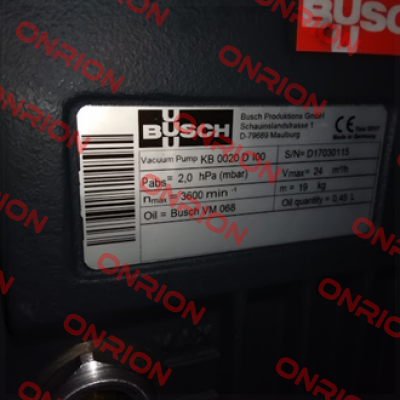 BUSCH
BUSCH
Busch Produktions GmbH
Schauinslandstrasse 1
D-79689 Maulburg
CE
Made in Germany
Vacuum Pump KB 0020 D 100
S/N= D17030115
Pabs = 2,0 hPa (mbar)
Vmax = 24 m³/h
nmax = 3600 min⁻¹
m = 19 kg
Oil = Busch VM 068
Oil quantity = 0,45 L
ONRION
ONRION
ONRION
ONRION
ONRION
ONRION
ONRION
ONRION
ONRION
ONRION